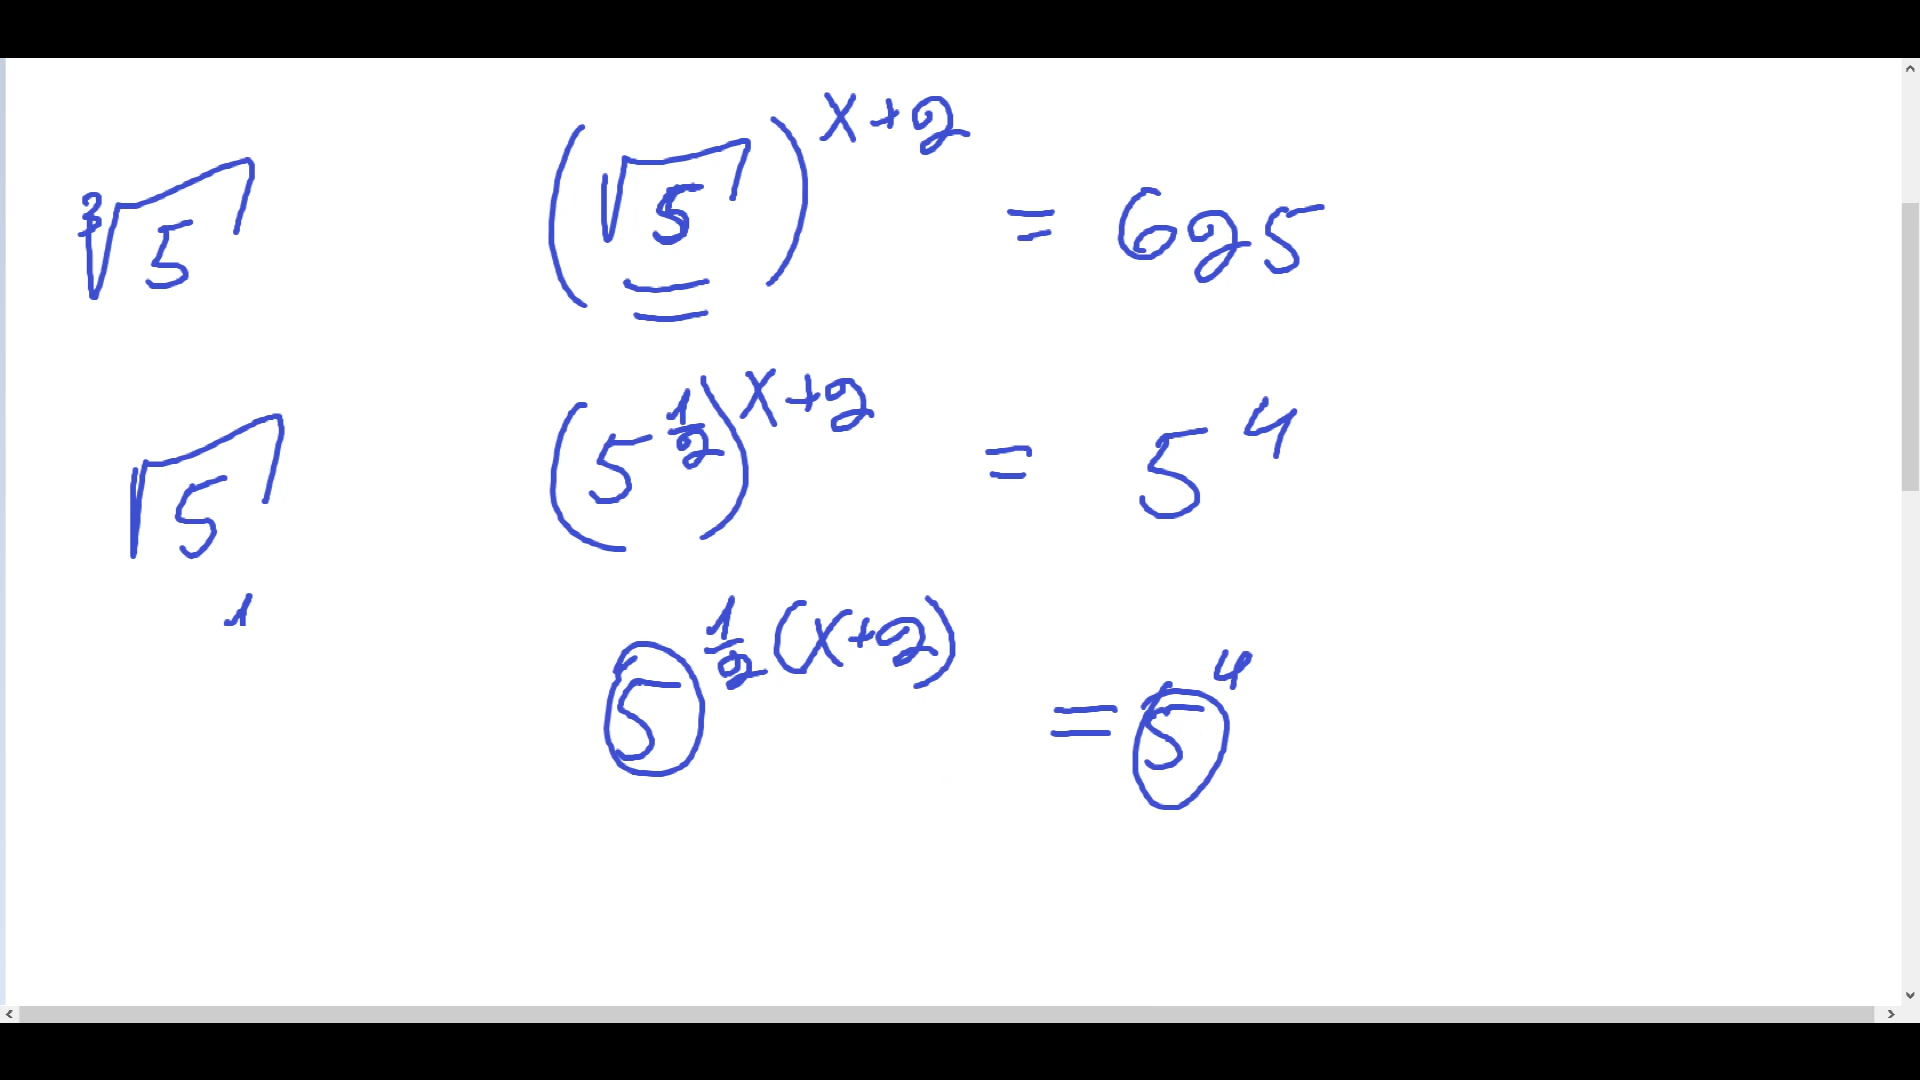 ∛5
(√5)^(x+2) = 625
(5^(1/2))^(x+2) = 5^4
√5
1
5^(1/2 (x+2)) = 5^4